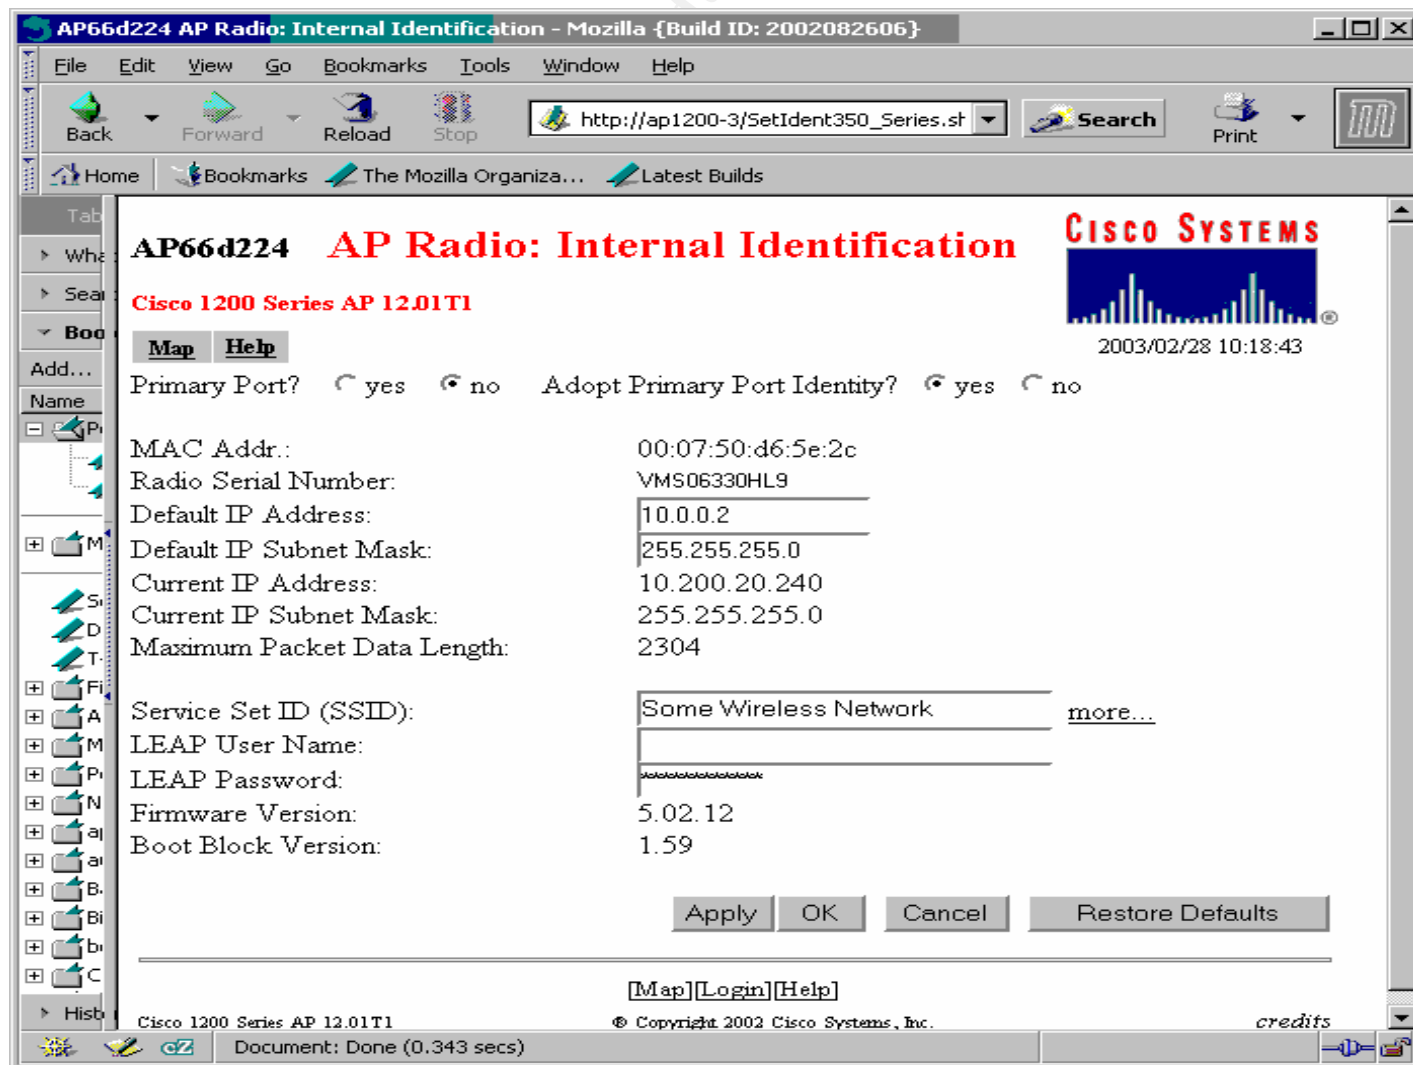 AP66d224 AP Radio: Internal Identification - Mozilla {Build ID: 2002082606}
File Edit View Go Bookmarks Tools Window Help
Back Forward Reload Stop http://ap1200-3/SetIdent350_Series.sh Search Print
Home Bookmarks The Mozilla Organiza... Latest Builds
Tab
AP66d224 AP Radio: Internal Identification
CISCO SYSTEMS
Cisco 1200 Series AP 12.01T1
®
Map Help
2003/02/28 10:18:43
Add...
Name
Primary Port? yes no Adopt Primary Port Identity? yes no
MAC Addr.: 00:07:50:d6:5e:2c
Radio Serial Number: VMS06330HL9
Default IP Address: 10.0.0.2
Default IP Subnet Mask: 255.255.255.0
Current IP Address: 10.200.20.240
Current IP Subnet Mask: 255.255.255.0
Maximum Packet Data Length: 2304
Service Set ID (SSID): Some Wireless Network more...
LEAP User Name:
LEAP Password: *************
Firmware Version: 5.02.12
Boot Block Version: 1.59
Apply OK Cancel Restore Defaults
[Map][Login][Help]
Cisco 1200 Series AP 12.01T1 © Copyright 2002 Cisco Systems, Inc. credits
Document: Done (0.343 secs)